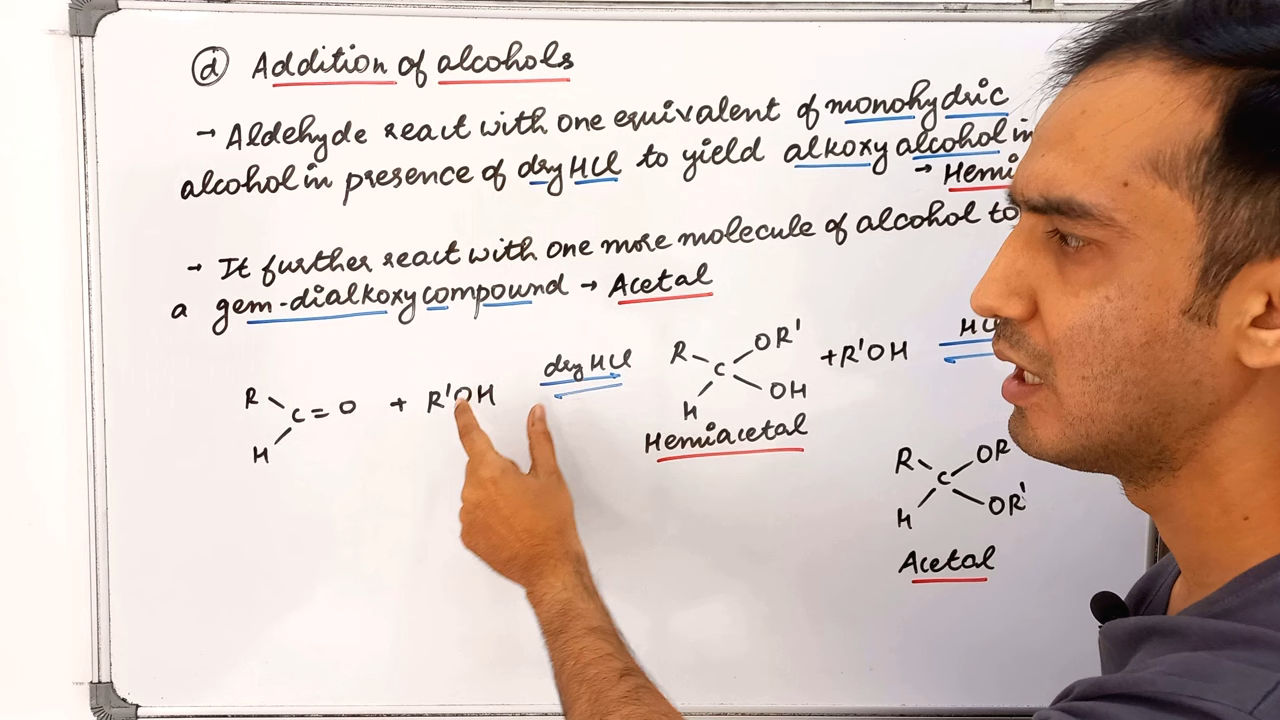 (d) Addition of alcohols
→ Aldehyde react with one equivalent of monohydric
alcohol in presence of dry HCl to yield alkoxy alcohol in
→ Hemi
→ It further react with one more molecule of alcohol to
a gem-dialkoxy compound → Acetal
R H C=O + R'OH dry HCl R H C OR' OH +R'OH HCl
Hemiacetal
R H C OR OR'
Acetal